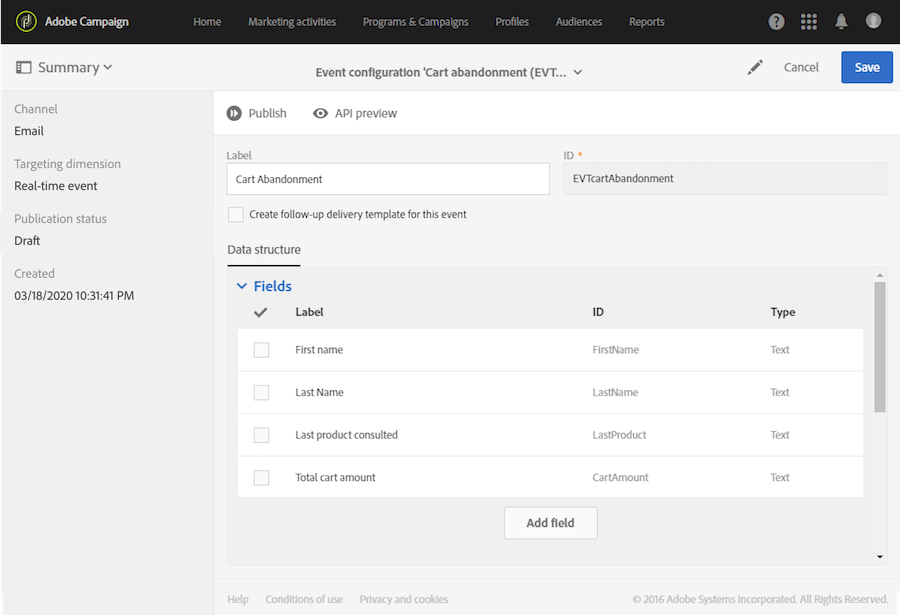 Adobe Campaign Home Marketing activities Programs & Campaigns Profiles Audiences Reports ?
Summary
Event configuration 'Cart abandonment (EVT...
Cancel Save
Channel
Email
Targeting dimension
Real-time event
Publication status
Draft
Created
03/18/2020 10:31:41 PM
Publish API preview
Label ID *
Cart Abandonment EVTcartAbandonment
Create follow-up delivery template for this event
Data structure
Fields
Label ID Type
First name FirstName Text
Last Name LastName Text
Last product consulted LastProduct Text
Total cart amount CartAmount Text
Add field
Help Conditions of use Privacy and cookies © 2016 Adobe Systems Incorporated. All Rights Reserved.